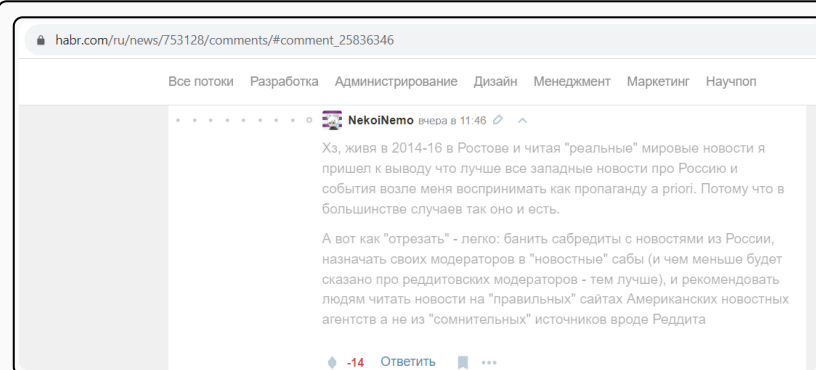 habr.com/ru/news/753128/comments/#comment_25836346
Все потоки Разработка Администрирование Дизайн Менеджмент Маркетинг Научпоп
NekoiNemo вчера в 11:46
Хз, живя в 2014-16 в Ростове и читая "реальные" мировые новости я
пришел к выводу что лучше все западные новости про Россию и
события возле меня воспринимать как пропаганду a priori. Потому что в
большинстве случаев так оно и есть.
А вот как "отрезать" - легко: банить сабредиты с новостями из России,
назначать своих модераторов в "новостные" сабы (и чем меньше будет
сказано про реддитовских модераторов - тем лучше), и рекомендовать
людям читать новости на "правильных" сайтах Американских новостных
агентств а не из "сомнительных" источников вроде Реддита
-14 Ответить